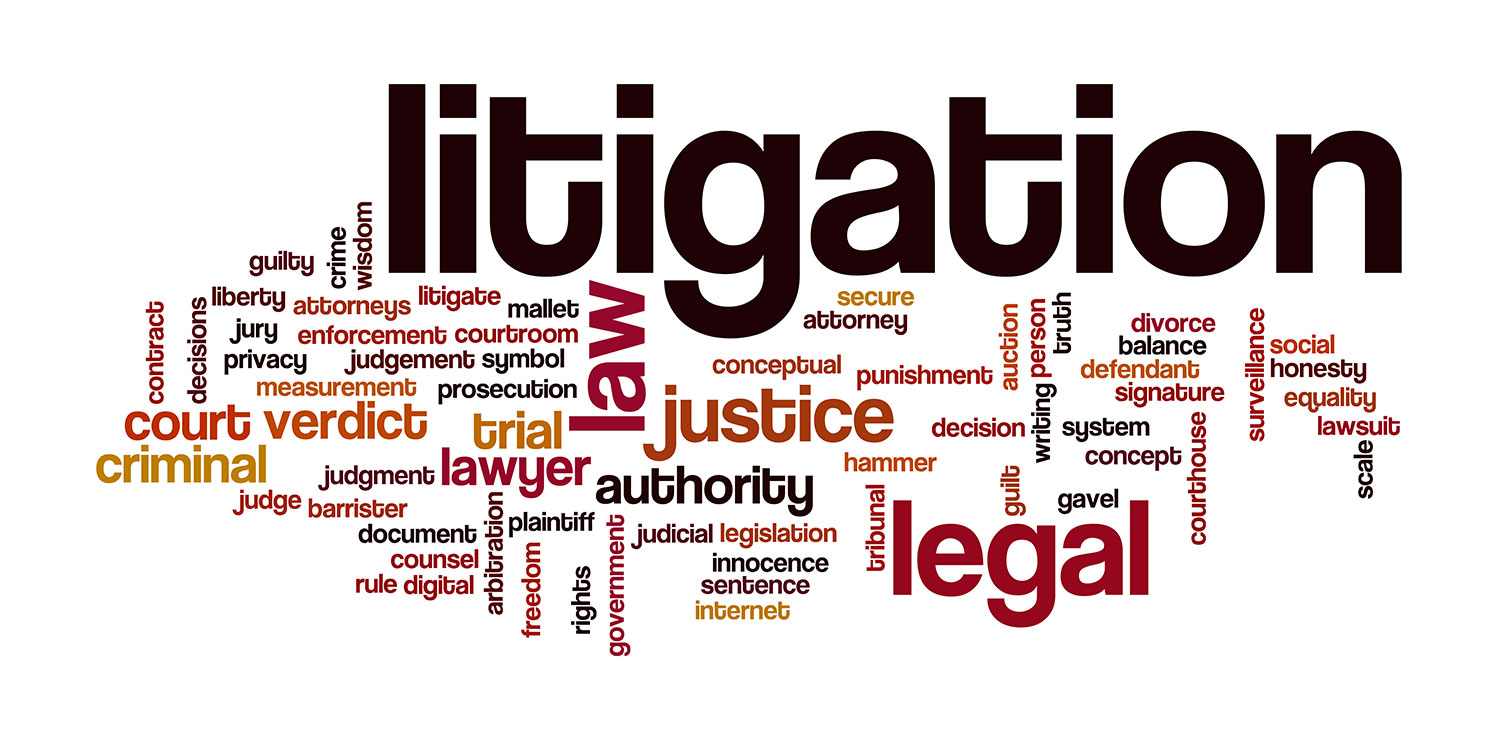 litigation
wisdom
crime
guilty
liberty
attorneys
litigate
mallet
law
secure
attorney
contract
decisions
jury
enforcement
courtroom
privacy
judgement
symbol
measurement
prosecution
conceptual
punishment
auction
person
truth
divorce
balance
defendant
signature
surveillance
social
honesty
equality
lawsuit
scale
court
verdict
trial
justice
decision
writing
system
concept
courthouse
criminal
judgment
lawyer
authority
hammer
guilt
gavel
judge
barrister
document
arbitration
plaintiff
judicial
legislation
tribunal
legal
counsel
rule
digital
freedom
rights
government
innocence
sentence
internet